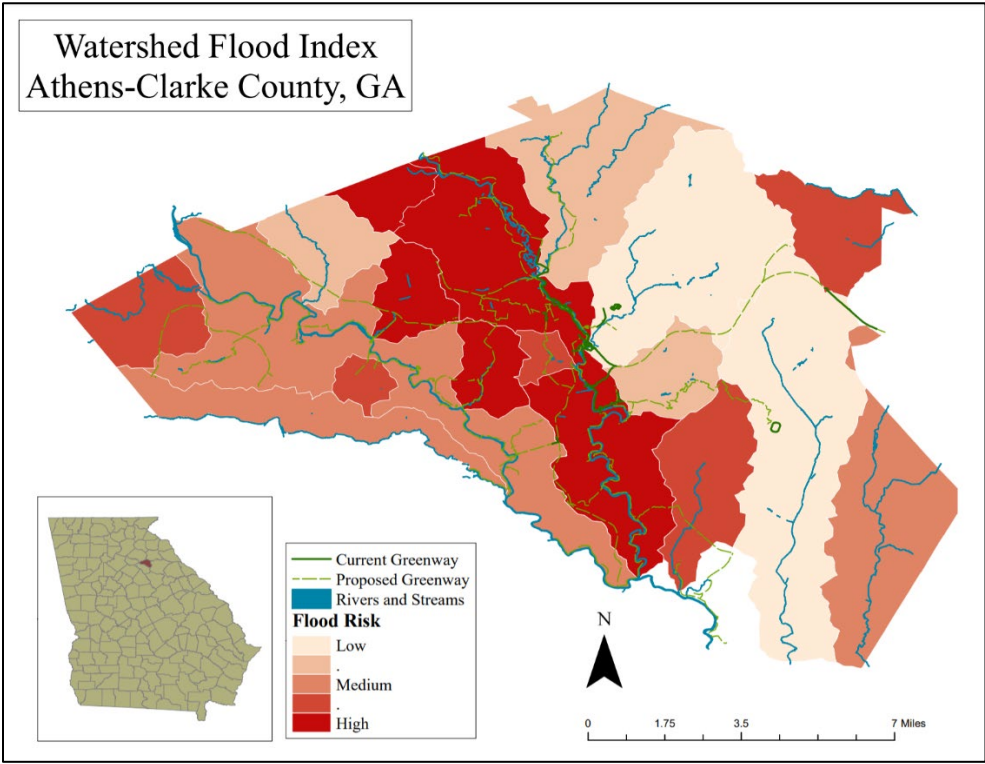 Watershed Flood Index
Athens-Clarke County, GA
Current Greenway
Proposed Greenway
Rivers and Streams
Flood Risk
Low
.
Medium
.
High
N
0 1.75 3.5 7 Miles